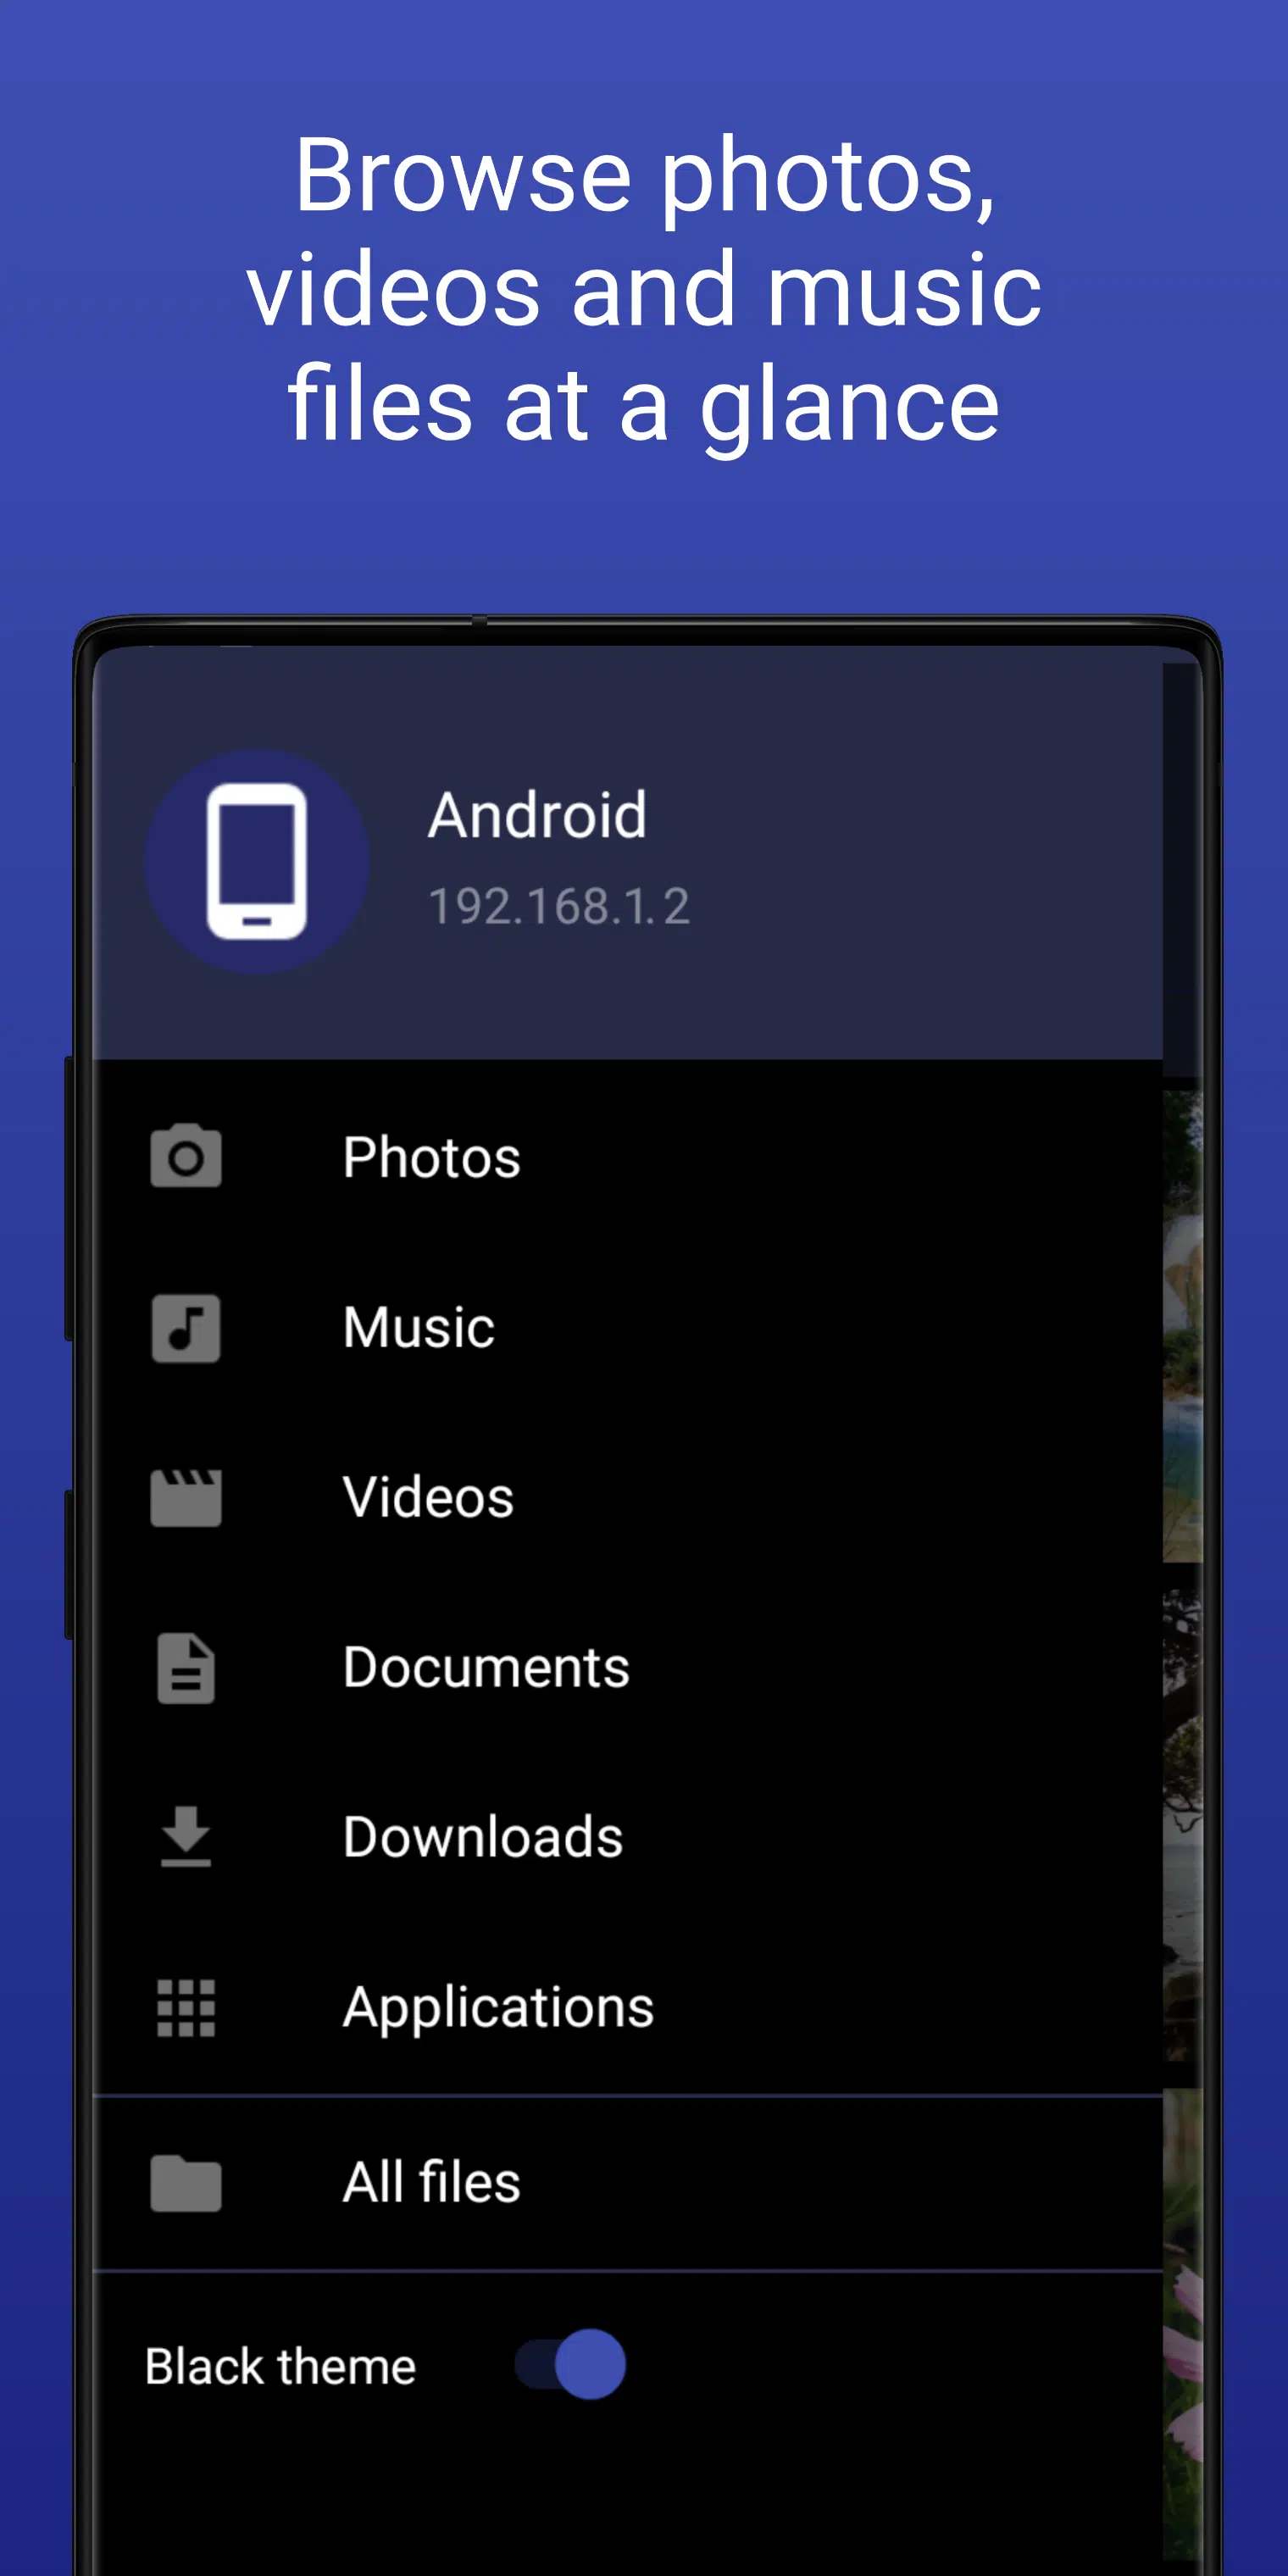 Browse photos,
videos and music
files at a glance
Android
192.168.1.2
Photos
Music
Videos
Documents
Downloads
Applications
All files
Black theme